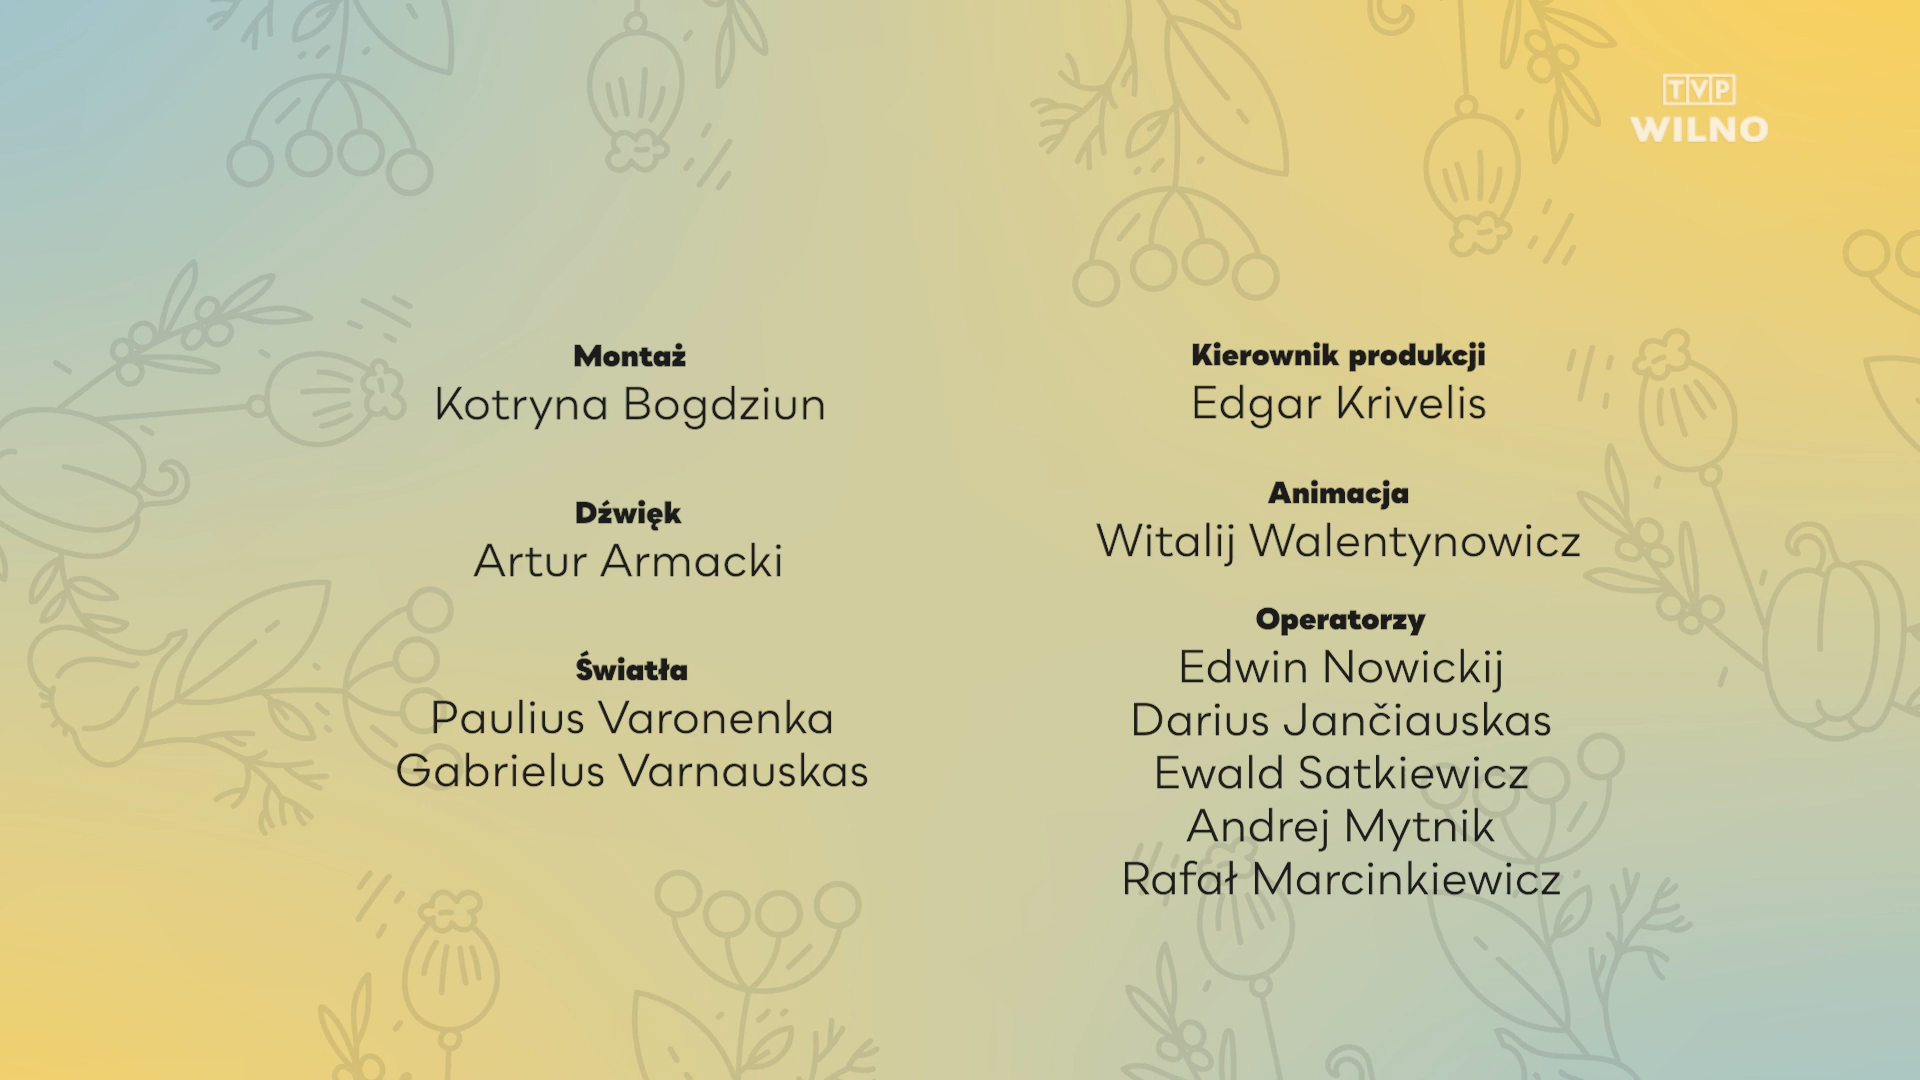 TVP
WILNO
Montaż
Kotryna Bogdziun
Dźwięk
Artur Armacki
Światła
Paulius Varonenka
Gabrielus Varnauskas
Kierownik produkcji
Edgar Krivelis
Animacja
Witalij Walentynowicz
Operatorzy
Edwin Nowickij
Darius Jančiauskas
Ewald Satkiewicz
Andrej Mytnik
Rafał Marcinkiewicz